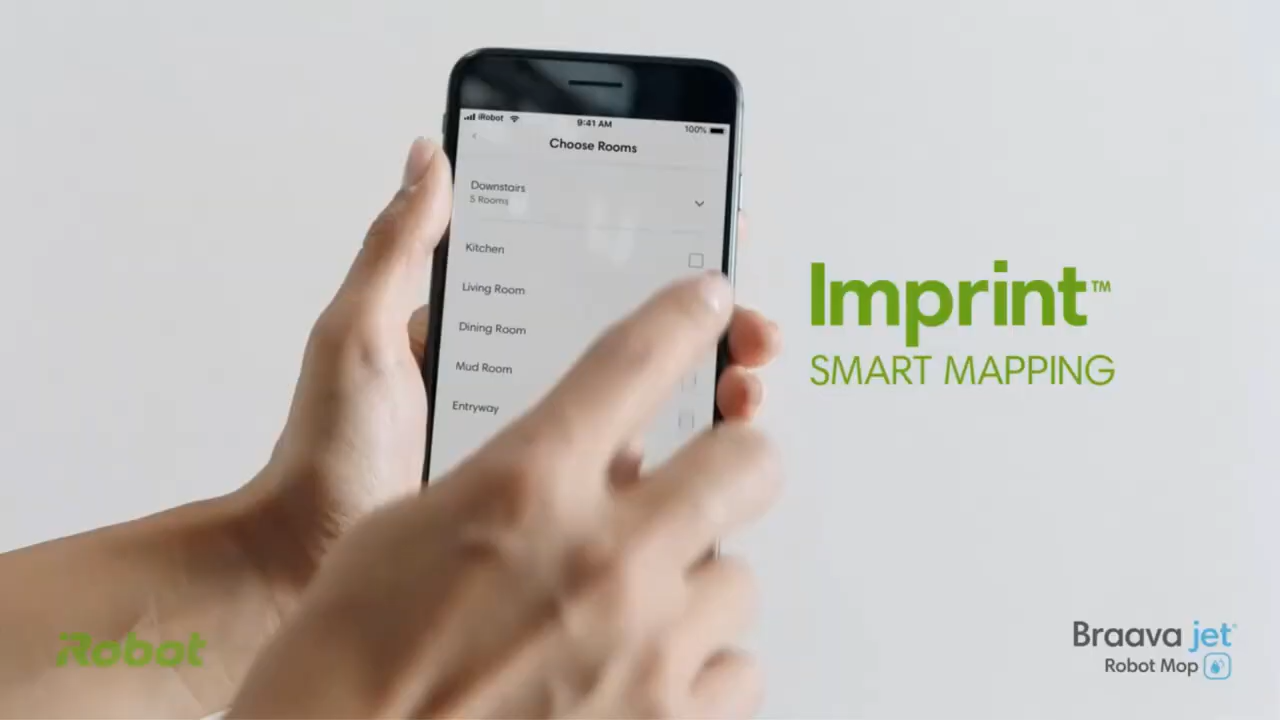 iRobot
9:41 AM
100%
Choose Rooms
Downstairs
5 Rooms
Kitchen
Living Room
Dining Room
Mud Room
Entryway
Imprint™
SMART MAPPING
iRobot
Braava jet®
Robot Mop